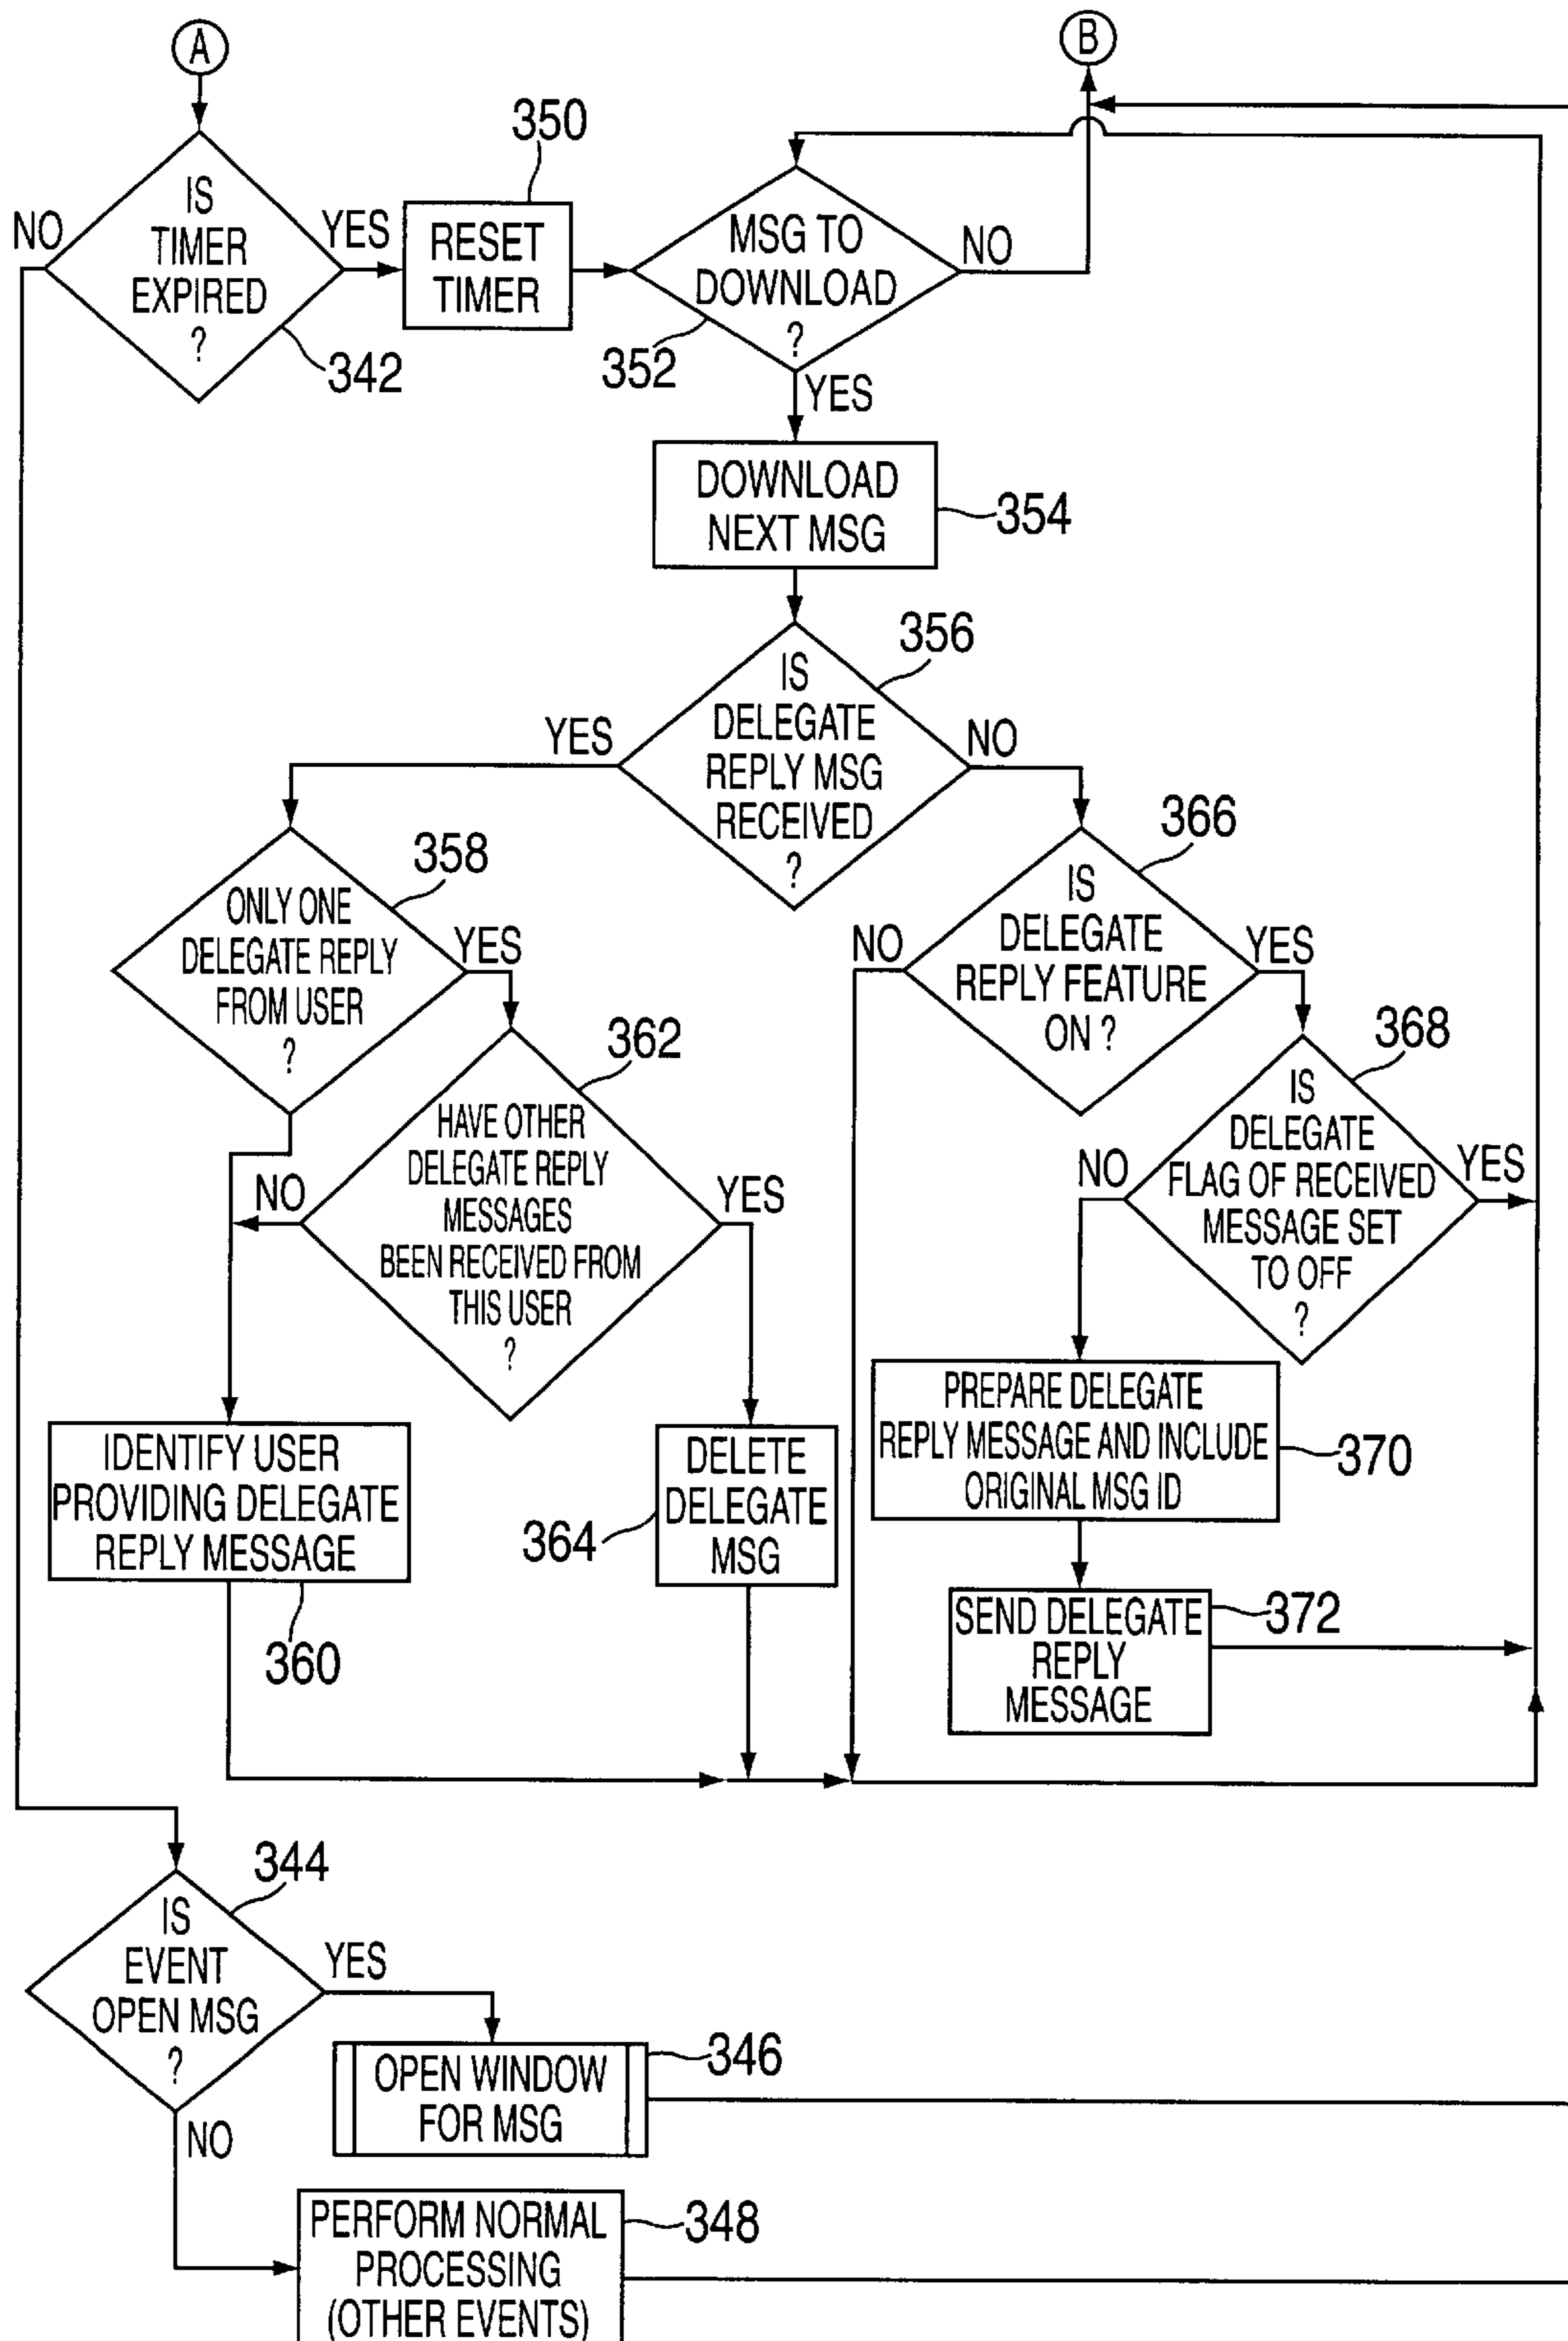 A
B
350
IS
TIMER
EXPIRED
?
NO
YES
342
RESET
TIMER
MSG TO
DOWNLOAD
?
NO
352
YES
DOWNLOAD
NEXT MSG
354
356
IS
DELEGATE
REPLY MSG
RECEIVED
?
YES
NO
358
ONLY ONE
DELEGATE REPLY
FROM USER
?
YES
366
IS
DELEGATE
REPLY FEATURE
ON ?
NO
YES
362
HAVE OTHER
DELEGATE REPLY
MESSAGES
BEEN RECEIVED FROM
THIS USER
?
NO
YES
368
IS
DELEGATE
FLAG OF RECEIVED
MESSAGE SET
TO OFF
?
NO
YES
IDENTIFY USER
PROVIDING DELEGATE
REPLY MESSAGE
360
DELETE
DELEGATE
MSG
364
PREPARE DELEGATE
REPLY MESSAGE AND INCLUDE
ORIGINAL MSG ID
370
SEND DELEGATE
REPLY
MESSAGE
372
344
IS
EVENT
OPEN MSG
?
YES
NO
OPEN WINDOW
FOR MSG
346
PERFORM NORMAL
PROCESSING
(OTHER EVENTS)
348